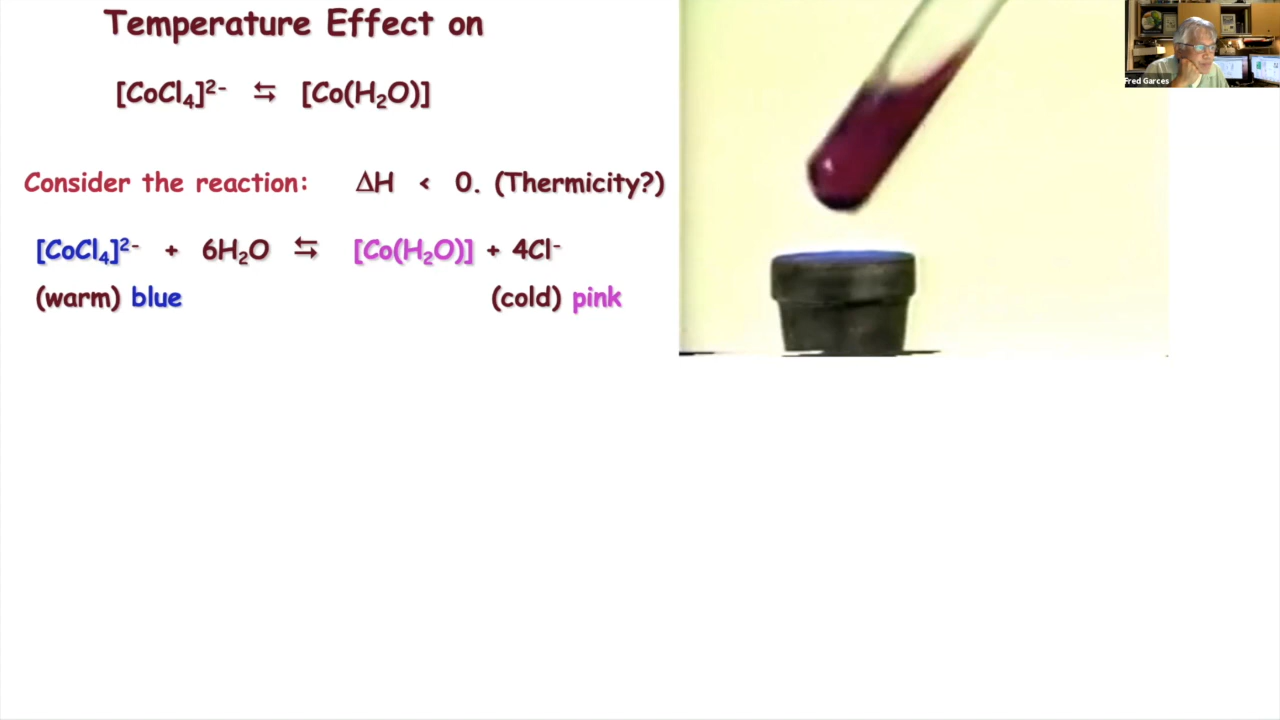 Temperature Effect on
[CoCl₄]²⁻ ⇆ [Co(H₂O)]
Consider the reaction: ΔH < 0. (Thermicity?)
[CoCl₄]²⁻ + 6H₂O ⇆ [Co(H₂O)] + 4Cl⁻
(warm) blue (cold) pink
Fred Garces